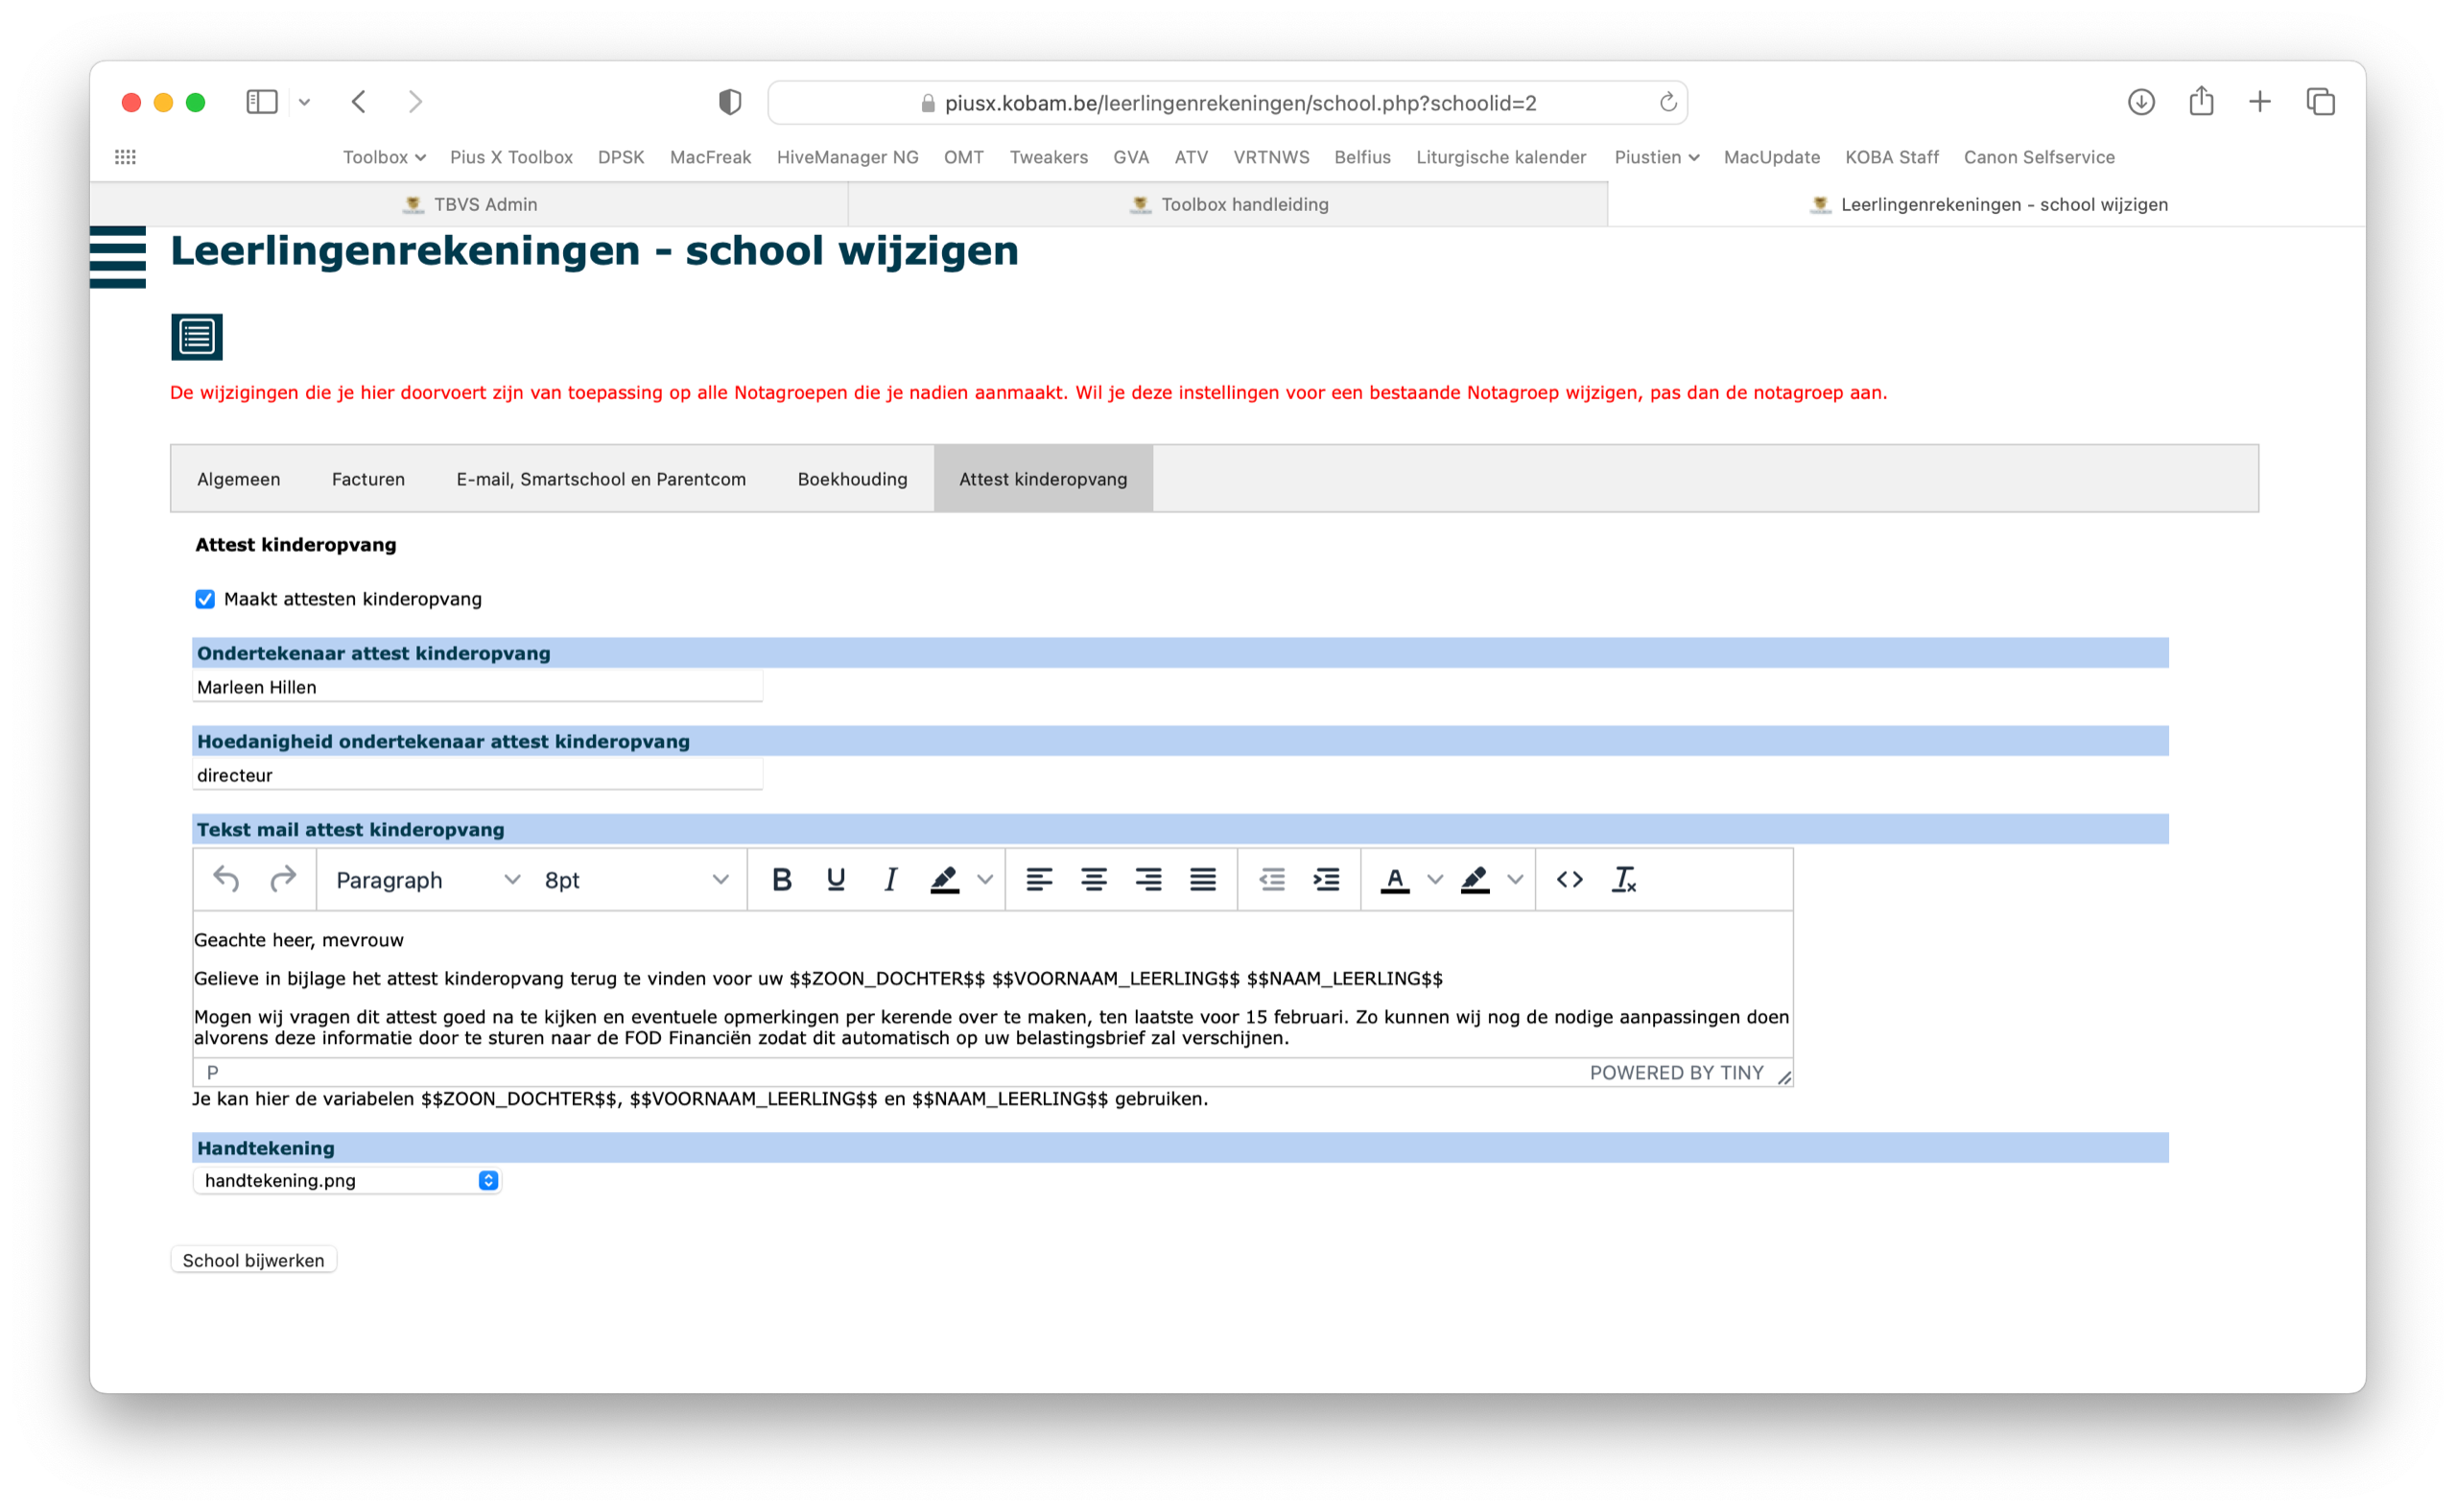 piusx.kobam.be/leerlingenrekeningen/school.php?schoolid=2
Toolbox Pius X Toolbox DPSK MacFreak HiveManager NG OMT Tweakers GVA ATV VRTNWS Belfius Liturgische kalender Piustien MacUpdate KOBA Staff Canon Selfservice
TBVS Admin Toolbox handleiding Leerlingenrekeningen - school wijzigen
Leerlingenrekeningen - school wijzigen
De wijzigingen die je hier doorvoert zijn van toepassing op alle Notagroepen die je nadien aanmaakt. Wil je deze instellingen voor een bestaande Notagroep wijzigen, pas dan de notagroep aan.
Algemeen Facturen E-mail, Smartschool en Parentcom Boekhouding Attest kinderopvang
Attest kinderopvang
Maakt attesten kinderopvang
Ondertekenaar attest kinderopvang
Marleen Hillen
Hoedanigheid ondertekenaar attest kinderopvang
directeur
Tekst mail attest kinderopvang
Paragraph 8pt B U I A
Geachte heer, mevrouw
Gelieve in bijlage het attest kinderopvang terug te vinden voor uw $$ZOON_DOCHTER$$ $$VOORNAAM_LEERLING$$ $$NAAM_LEERLING$$
Mogen wij vragen dit attest goed na te kijken en eventuele opmerkingen per kerende over te maken, ten laatste voor 15 februari. Zo kunnen wij nog de nodige aanpassingen doen
alvorens deze informatie door te sturen naar de FOD Financiën zodat dit automatisch op uw belastingsbrief zal verschijnen.
P POWERED BY TINY
Je kan hier de variabelen $$ZOON_DOCHTER$$, $$VOORNAAM_LEERLING$$ en $$NAAM_LEERLING$$ gebruiken.
Handtekening
handtekening.png
School bijwerken